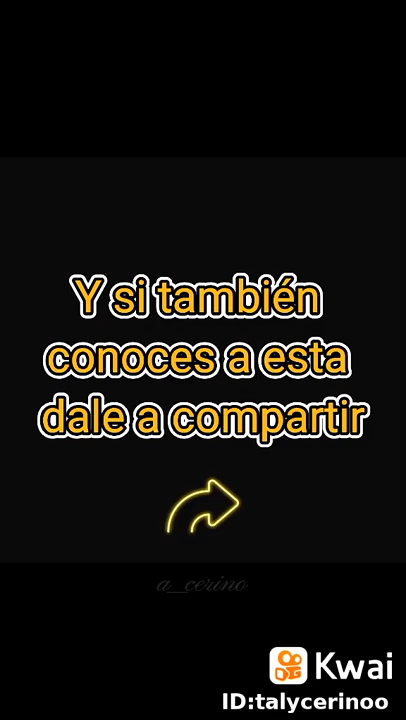 Y si también
conoces a esta
dale a compartir
a_cerino
Kwai
ID:talycerinoo